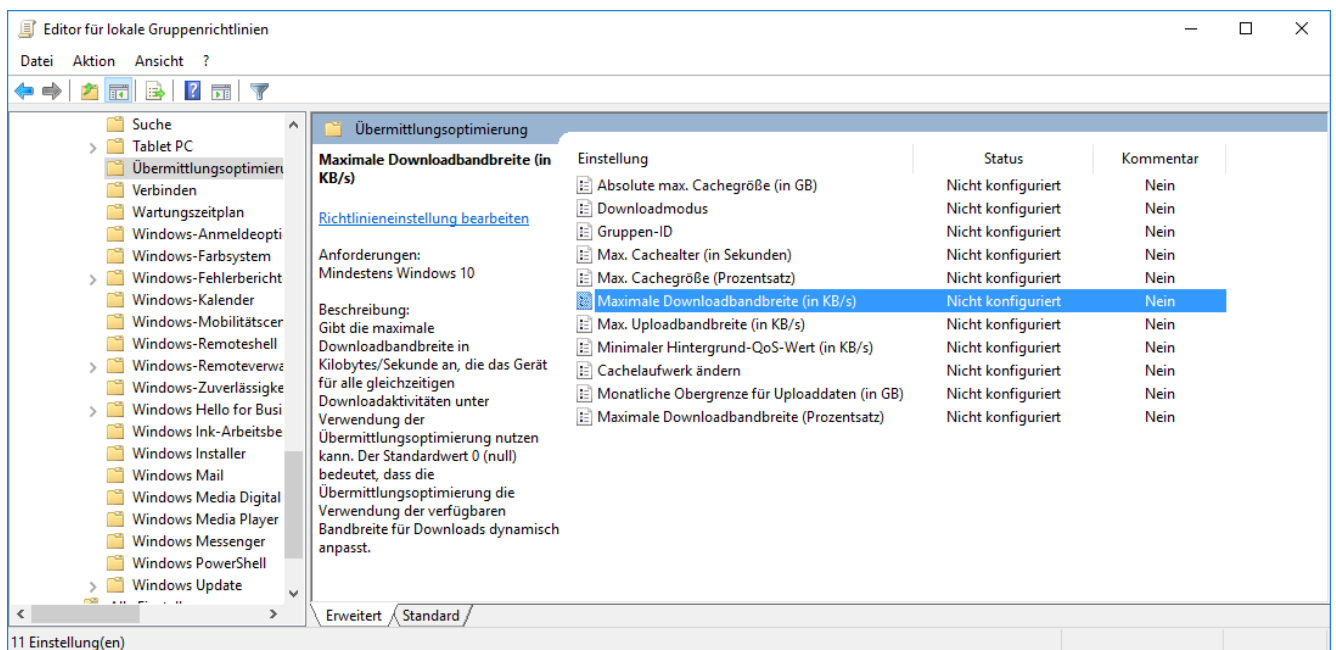 Editor für lokale Gruppenrichtlinien
Datei Aktion Ansicht ?
Suche
Tablet PC
Übermittlungsoptimieru
Verbinden
Wartungszeitplan
Windows-Anmeldeopti
Windows-Farbsystem
Windows-Fehlerbericht
Windows-Kalender
Windows-Mobilitätscen
Windows-Remoteshell
Windows-Remoteverwa
Windows-Zuverlässigke
Windows Hello for Busi
Windows Ink-Arbeitsbe
Windows Installer
Windows Mail
Windows Media Digital
Windows Media Player
Windows Messenger
Windows PowerShell
Windows Update
Übermittlungsoptimierung
Maximale Downloadbandbreite (in
KB/s)
Richtlinieneinstellung bearbeiten
Anforderungen:
Mindestens Windows 10
Beschreibung:
Gibt die maximale
Downloadbandbreite in
Kilobytes/Sekunde an, die das Gerät
für alle gleichzeitigen
Downloadaktivitäten unter
Verwendung der
Übermittlungsoptimierung nutzen
kann. Der Standardwert 0 (null)
bedeutet, dass die
Übermittlungsoptimierung die
Verwendung der verfügbaren
Bandbreite für Downloads dynamisch
anpasst.
Einstellung Status Kommentar
Absolute max. Cachegröße (in GB) Nicht konfiguriert Nein
Downloadmodus Nicht konfiguriert Nein
Gruppen-ID Nicht konfiguriert Nein
Max. Cachealter (in Sekunden) Nicht konfiguriert Nein
Max. Cachegröße (Prozentsatz) Nicht konfiguriert Nein
Maximale Downloadbandbreite (in KB/s) Nicht konfiguriert Nein
Max. Uploadbandbreite (in KB/s) Nicht konfiguriert Nein
Minimaler Hintergrund-QoS-Wert (in KB/s) Nicht konfiguriert Nein
Cachelaufwerk ändern Nicht konfiguriert Nein
Monatliche Obergrenze für Uploaddaten (in GB) Nicht konfiguriert Nein
Maximale Downloadbandbreite (Prozentsatz) Nicht konfiguriert Nein
Erweitert Standard
11 Einstellung(en)